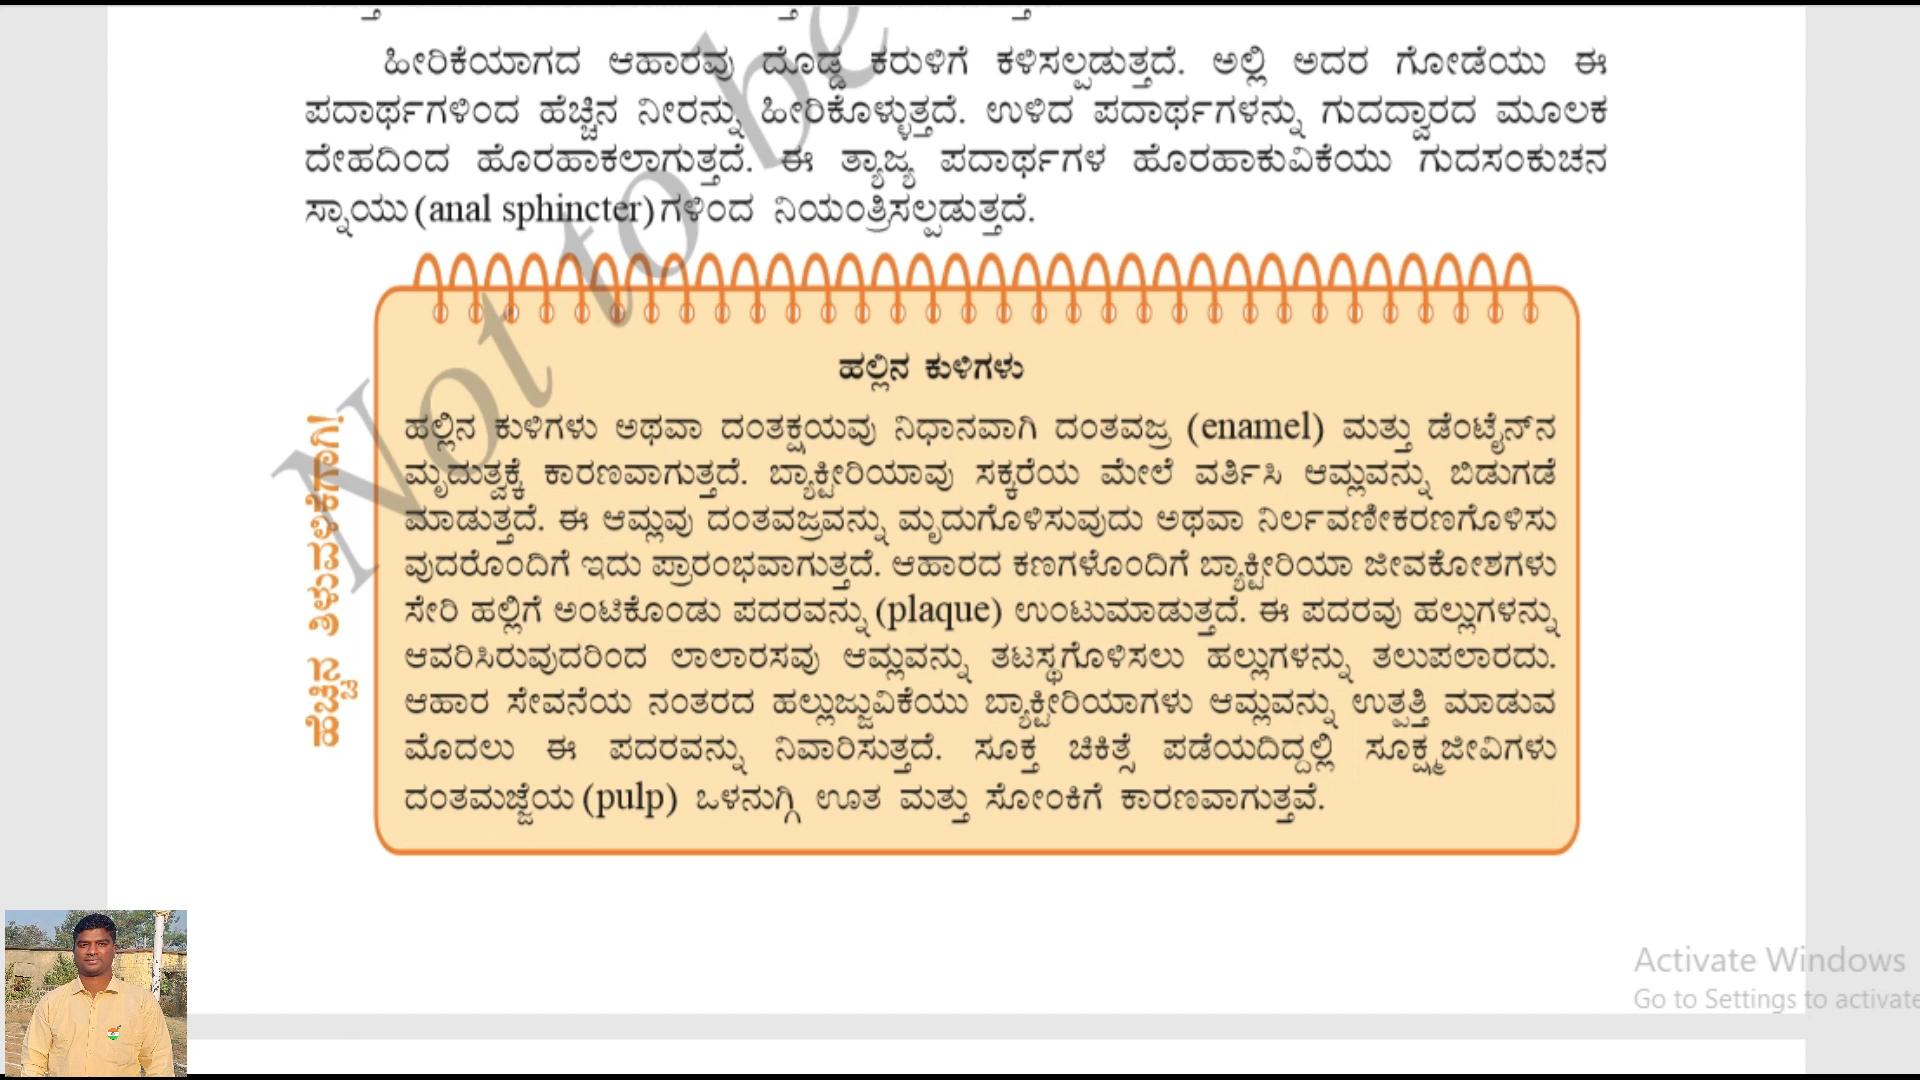 ಹೀರಿಕೆಯಾಗದ ಆಹಾರವು ದೊಡ್ಡ ಕರುಳಿಗೆ ಕಳಿಸಲ್ಪಡುತ್ತದೆ. ಅಲ್ಲಿ ಅದರ ಗೋಡೆಯು ಈ
ಪದಾರ್ಥಗಳಿಂದ ಹೆಚ್ಚಿನ ನೀರನ್ನು ಹೀರಿಕೊಳ್ಳುತ್ತದೆ. ಉಳಿದ ಪದಾರ್ಥಗಳನ್ನು ಗುದದ್ವಾರದ ಮೂಲಕ
ದೇಹದಿಂದ ಹೊರಹಾಕಲಾಗುತ್ತದೆ. ಈ ತ್ಯಾಜ್ಯ ಪದಾರ್ಥಗಳ ಹೊರಹಾಕುವಿಕೆಯು ಗುದಸಂಕುಚನ
ಸ್ನಾಯು (anal sphincter)ಗಳಿಂದ ನಿಯಂತ್ರಿಸಲ್ಪಡುತ್ತದೆ.
Not to be
ಹೆಚ್ಚಿನ ತಿಳುವಳಿಕೆಗಾಗಿ!
ಹಲ್ಲಿನ ಕುಳಿಗಳು
ಹಲ್ಲಿನ ಕುಳಿಗಳು ಅಥವಾ ದಂತಕ್ಷಯವು ನಿಧಾನವಾಗಿ ದಂತವಜ್ರ (enamel) ಮತ್ತು ಡೆಂಟೈನ್‌ನ
ಮೃದುತ್ವಕ್ಕೆ ಕಾರಣವಾಗುತ್ತದೆ. ಬ್ಯಾಕ್ಟೀರಿಯಾವು ಸಕ್ಕರೆಯ ಮೇಲೆ ವರ್ತಿಸಿ ಆಮ್ಲವನ್ನು ಬಿಡುಗಡೆ
ಮಾಡುತ್ತದೆ. ಈ ಆಮ್ಲವು ದಂತವಜ್ರವನ್ನು ಮೃದುಗೊಳಿಸುವುದು ಅಥವಾ ನಿರ್ಲವಣೀಕರಣಗೊಳಿಸು
ವುದರೊಂದಿಗೆ ಇದು ಪ್ರಾರಂಭವಾಗುತ್ತದೆ. ಆಹಾರದ ಕಣಗಳೊಂದಿಗೆ ಬ್ಯಾಕ್ಟೀರಿಯಾ ಜೀವಕೋಶಗಳು
ಸೇರಿ ಹಲ್ಲಿಗೆ ಅಂಟಿಕೊಂಡು ಪದರವನ್ನು (plaque) ಉಂಟುಮಾಡುತ್ತದೆ. ಈ ಪದರವು ಹಲ್ಲುಗಳನ್ನು
ಆವರಿಸಿರುವುದರಿಂದ ಲಾಲಾರಸವು ಆಮ್ಲವನ್ನು ತಟಸ್ಥಗೊಳಿಸಲು ಹಲ್ಲುಗಳನ್ನು ತಲುಪಲಾರದು.
ಆಹಾರ ಸೇವನೆಯ ನಂತರದ ಹಲ್ಲುಜ್ಜುವಿಕೆಯು ಬ್ಯಾಕ್ಟೀರಿಯಾಗಳು ಆಮ್ಲವನ್ನು ಉತ್ಪತ್ತಿ ಮಾಡುವ
ಮೊದಲು ಈ ಪದರವನ್ನು ನಿವಾರಿಸುತ್ತದೆ. ಸೂಕ್ತ ಚಿಕಿತ್ಸೆ ಪಡೆಯದಿದ್ದಲ್ಲಿ ಸೂಕ್ಷ್ಮಜೀವಿಗಳು
ದಂತಮಜ್ಜೆಯ (pulp) ಒಳನುಗ್ಗಿ ಊತ ಮತ್ತು ಸೋಂಕಿಗೆ ಕಾರಣವಾಗುತ್ತವೆ.
Activate Windows
Go to Settings to activate